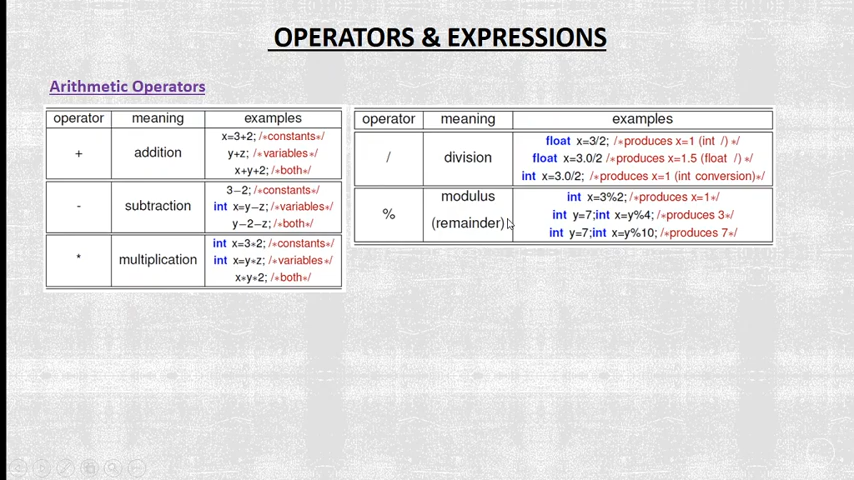 OPERATORS & EXPRESSIONS
Arithmetic Operators
operator meaning examples
+ addition x=3+2; /*constants*/
y+z; /*variables*/
x+y+2; /*both*/
- subtraction 3−2; /*constants*/
int x=y−z; /*variables*/
y−2−z; /*both*/
* multiplication int x=3*2; /*constants*/
int x=y*z; /*variables*/
x*y*2; /*both*/
operator meaning examples
/ division float x=3/2; /*produces x=1 (int /) */
float x=3.0/2 /*produces x=1.5 (float /) */
int x=3.0/2; /*produces x=1 (int conversion)*/
% modulus (remainder) int x=3%2; /*produces x=1*/
int y=7;int x=y%4; /*produces 3*/
int y=7;int x=y%10; /*produces 7*/